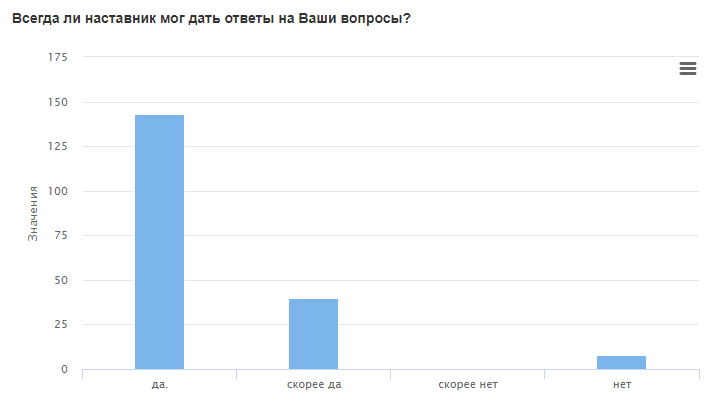 Всегда ли наставник мог дать ответы на Ваши вопросы?
175
150
125
100
75
50
25
0
Значения
да.
скорее да
скорее нет
нет